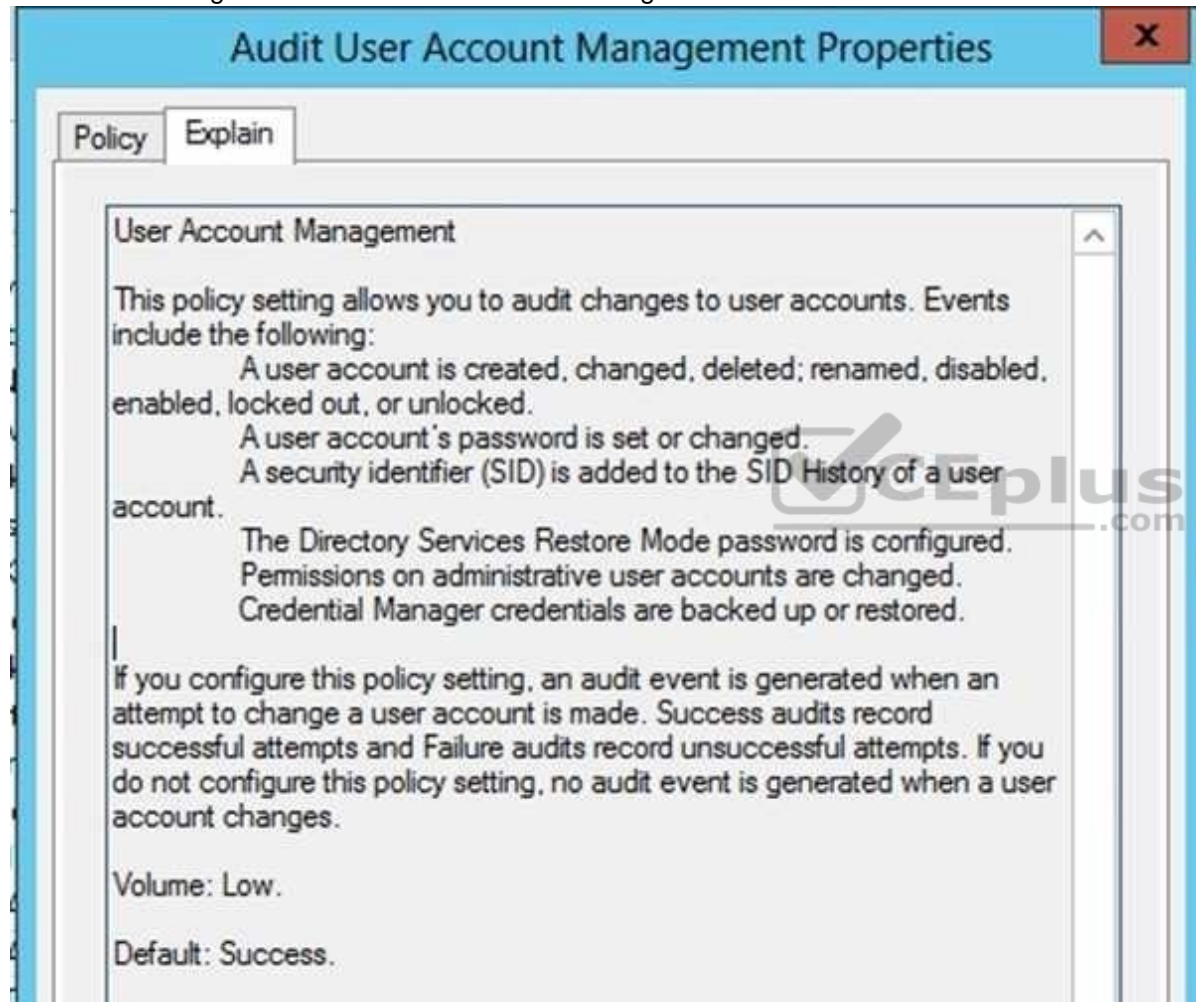 Audit User Account Management Properties
x
Policy
Explain
User Account Management
This policy setting allows you to audit changes to user accounts. Events
include the following:
A user account is created, changed, deleted; renamed, disabled,
enabled, locked out, or unlocked.
A user account's password is set or changed.
A security identifier (SID) is added to the SID History of a user
account.
The Directory Services Restore Mode password is configured.
Permissions on administrative user accounts are changed.
Credential Manager credentials are backed up or restored.
If you configure this policy setting, an audit event is generated when an
attempt to change a user account is made. Success audits record
successful attempts and Failure audits record unsuccessful attempts. If you
do not configure this policy setting, no audit event is generated when a user
account changes.
Volume: Low.
Default: Success.
CEplus
.com